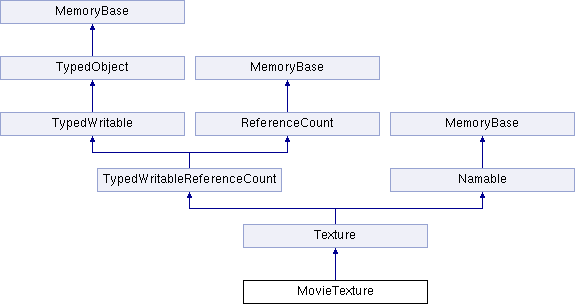 MemoryBase
TypedObject
MemoryBase
TypedWritable
ReferenceCount
MemoryBase
TypedWritableReferenceCount
Namable
Texture
MovieTexture